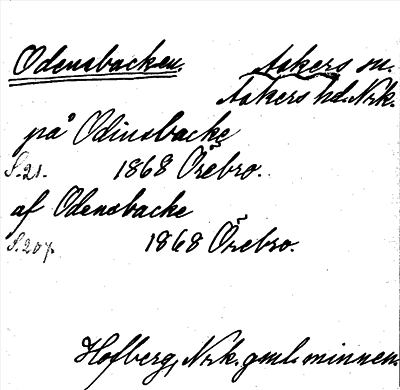 Odensbacken. Askers sn.
Askers hd. Nrk.
på Odinsbacke
S. 21. 1868 Örebro.
af Odensbacke
S. 207. 1868 Örebro.
Hofberg, Nrk. gml. minnen.